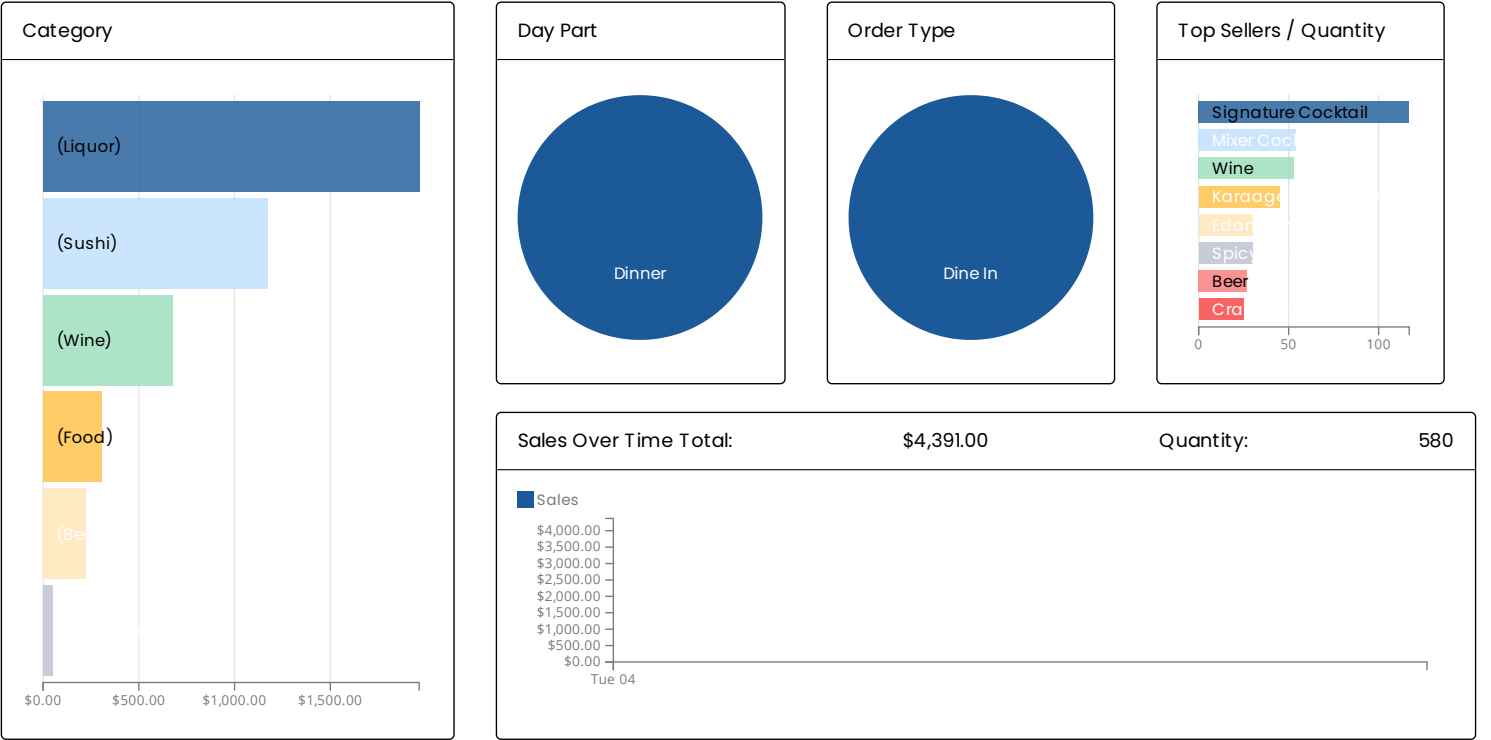 Category
(Liquor)
(Sushi)
(Wine)
(Food)
$0.00 $500.00 $1,000.00 $1,500.00
Day Part
Dinner
Order Type
Dine In
Top Sellers / Quantity
Signature Cocktail
Mixer
Wine
Karaage
Spicy
Beer
0 50 100
Sales Over Time Total: $4,391.00 Quantity: 580
Sales
$4,000.00
$3,500.00
$3,000.00
$2,500.00
$2,000.00
$1,500.00
$1,000.00
$500.00
$0.00
Tue 04